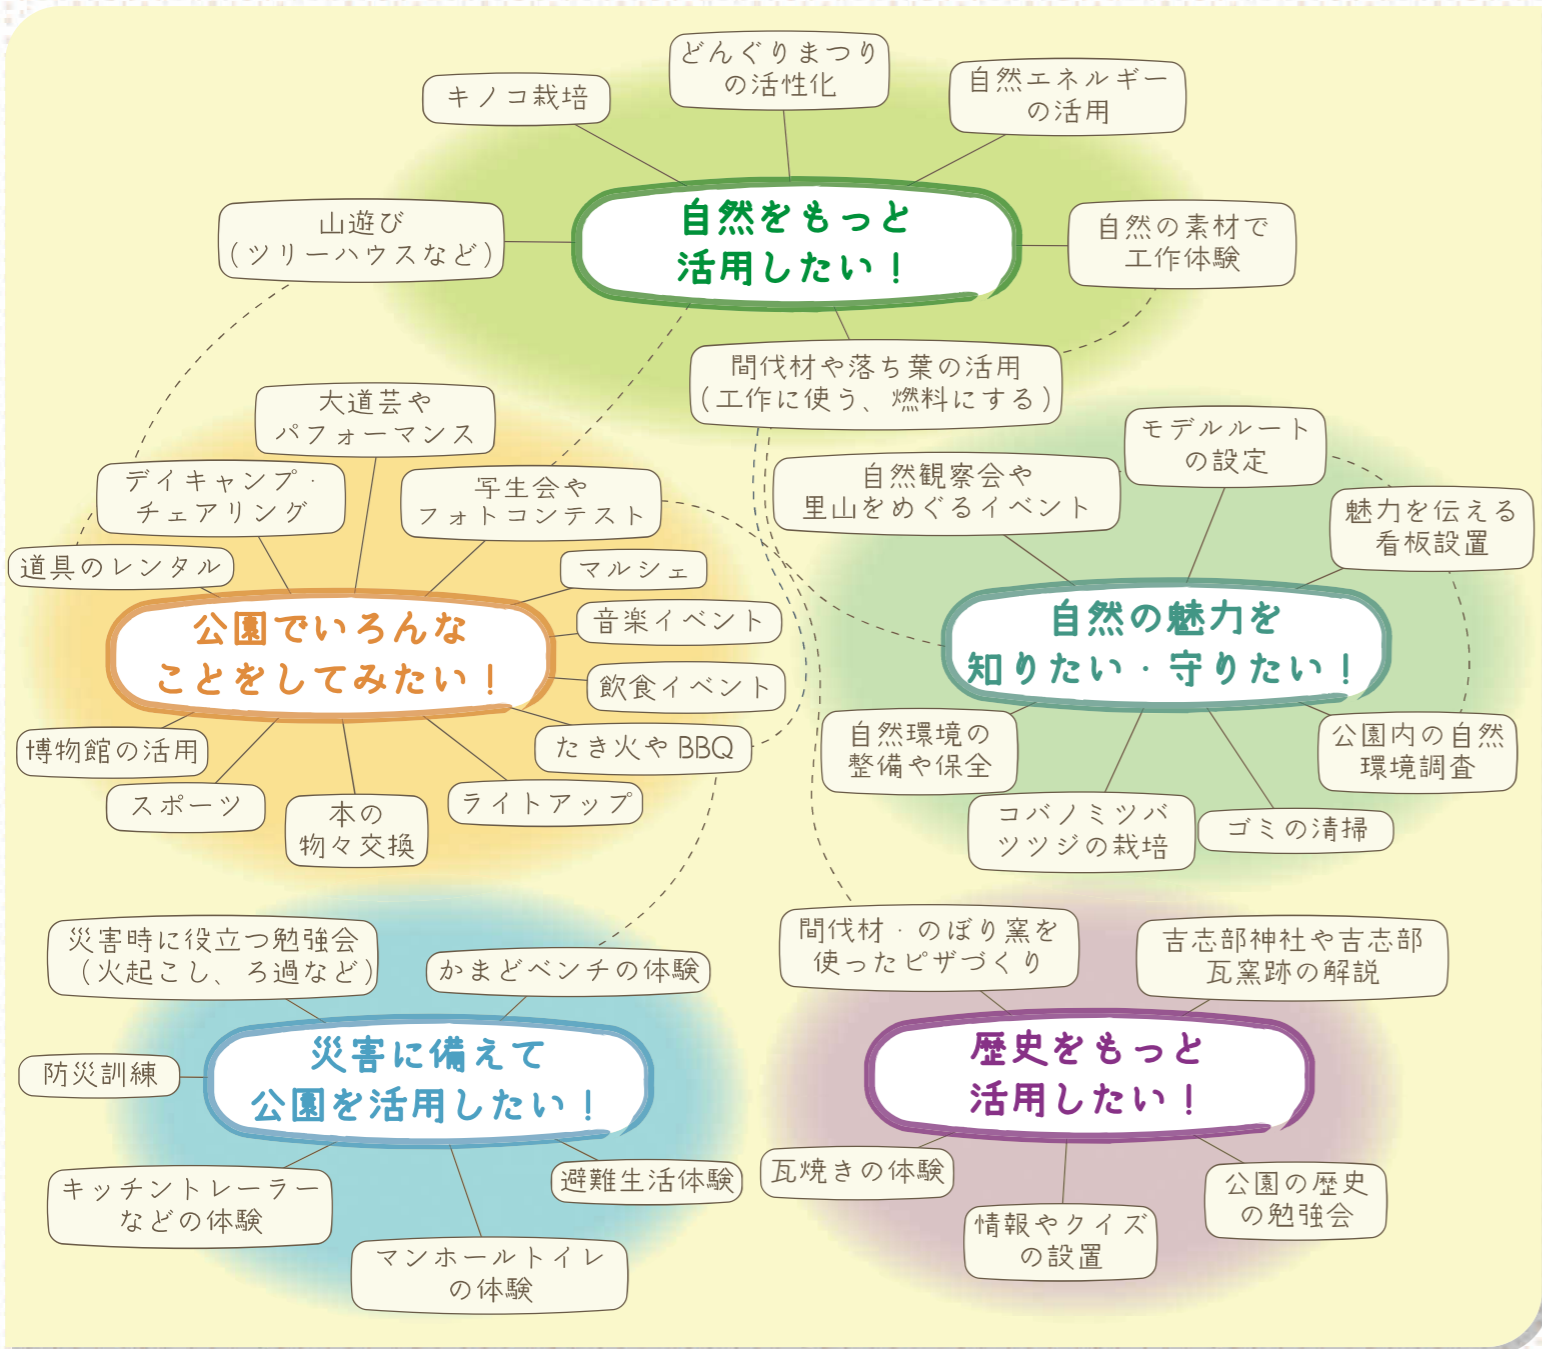 どんぐりまつり
の活性化
キノコ栽培
自然エネルギー
の活用
山遊び
（ツリーハウスなど）
自然をもっと
活用したい！
自然の素材で
工作体験
間伐材や落ち葉の活用
（工作に使う、燃料にする）
大道芸や
パフォーマンス
デイキャンプ・
チェアリング
写生会や
フォトコンテスト
道具のレンタル
マルシェ
音楽イベント
飲食イベント
公園でいろんな
ことをしてみたい！
たき火や BBQ
博物館の活用
スポーツ
本の
物々交換
ライトアップ
モデルルート
の設定
自然観察会や
里山をめぐるイベント
魅力を伝える
看板設置
自然の魅力を
知りたい・守りたい！
自然環境の
整備や保全
公園内の自然
環境調査
コバノミツバ
ツツジの栽培
ゴミの清掃
災害時に役立つ勉強会
（火起こし、ろ過など）
かまどベンチの体験
災害に備えて
公園を活用したい！
防災訓練
キッチントレーラー
などの体験
避難生活体験
マンホールトイレ
の体験
間伐材・のぼり窯を
使ったピザづくり
吉志部神社や吉志部
瓦窯跡の解説
歴史をもっと
活用したい！
瓦焼きの体験
情報やクイズ
の設置
公園の歴史
の勉強会